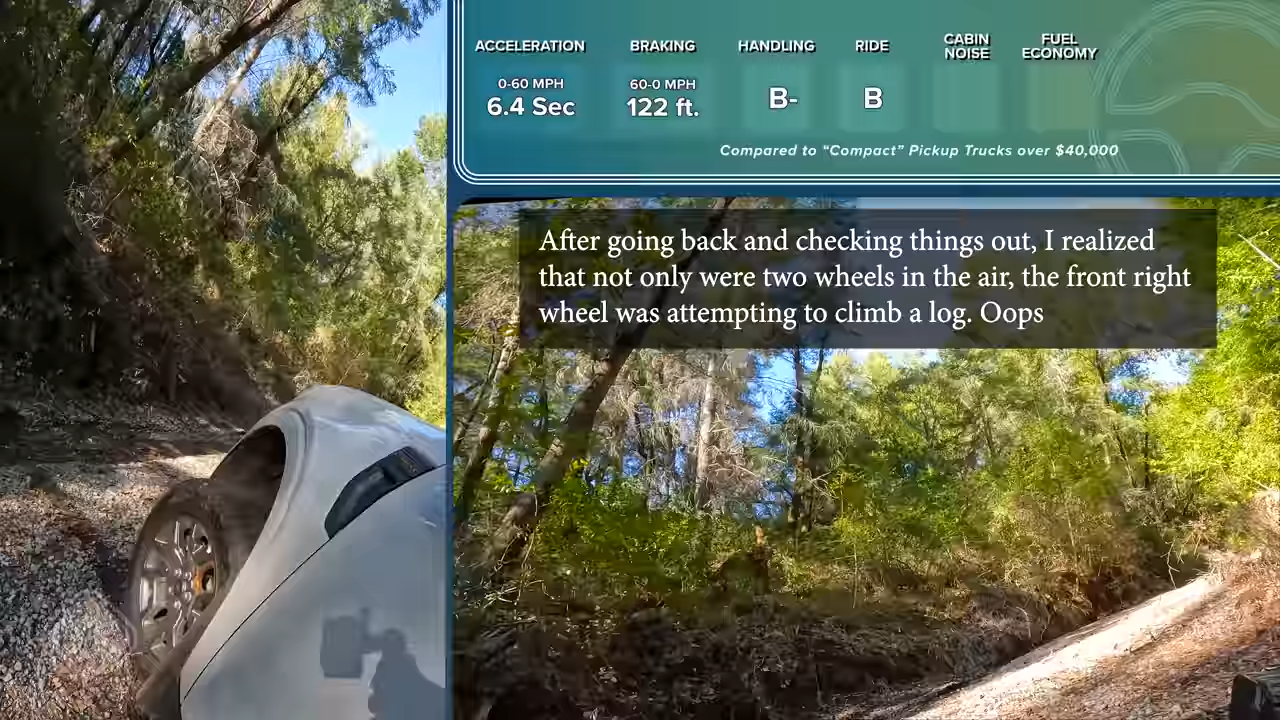 ACCELERATION
BRAKING
HANDLING
RIDE
CABIN
NOISE
FUEL
ECONOMY
0-60 MPH
6.4 Sec
60-0 MPH
122 ft.
B-
B
Compared to “Compact” Pickup Trucks over $40,000
After going back and checking things out, I realized
that not only were two wheels in the air, the front right
wheel was attempting to climb a log. Oops